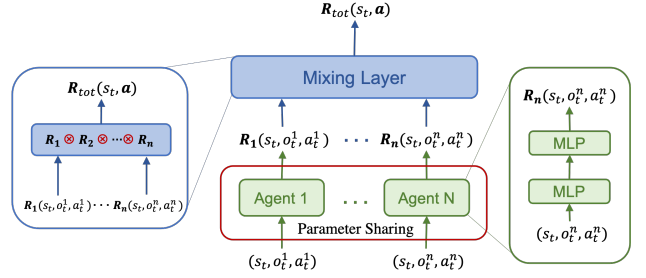 R_tot(s_t, a)
Mixing Layer
R_1(s_t, o_t^1, a_t^1) ··· R_n(s_t, o_t^n, a_t^n)
Agent 1 ··· Agent N
Parameter Sharing
(s_t, o_t^1, a_t^1) (s_t, o_t^n, a_t^n)
R_tot(s_t, a)
R_1 ⊗ R_2 ⊗ ··· ⊗ R_n
R_1(s_t, o_t^1, a_t^1) ··· R_n(s_t, o_t^n, a_t^n)
R_n(s_t, o_t^n, a_t^n)
MLP
MLP
(s_t, o_t^n, a_t^n)